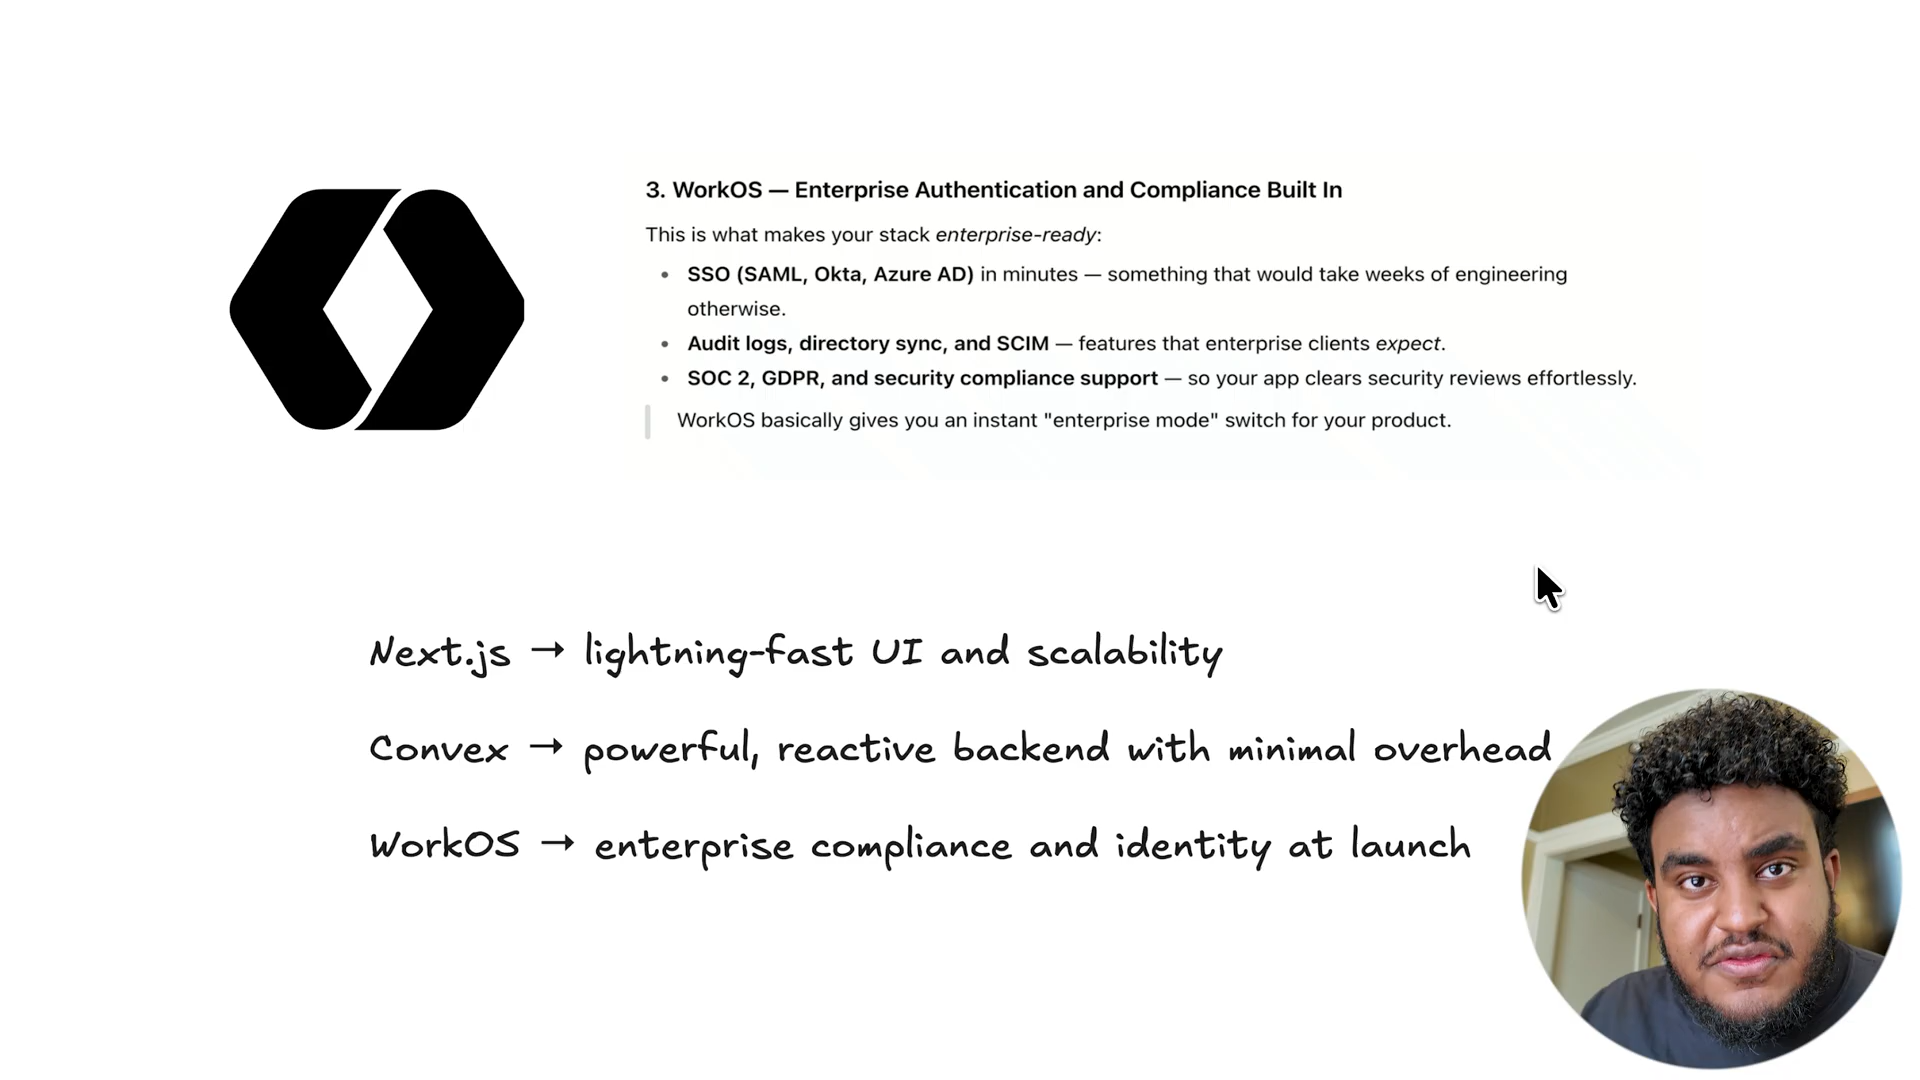 3. WorkOS — Enterprise Authentication and Compliance Built In
This is what makes your stack enterprise-ready:
• SSO (SAML, Okta, Azure AD) in minutes — something that would take weeks of engineering
otherwise.
• Audit logs, directory sync, and SCIM — features that enterprise clients expect.
• SOC 2, GDPR, and security compliance support — so your app clears security reviews effortlessly.
WorkOS basically gives you an instant "enterprise mode" switch for your product.
Next.js → lightning-fast UI and scalability
Convex → powerful, reactive backend with minimal overhead
WorkOS → enterprise compliance and identity at launch